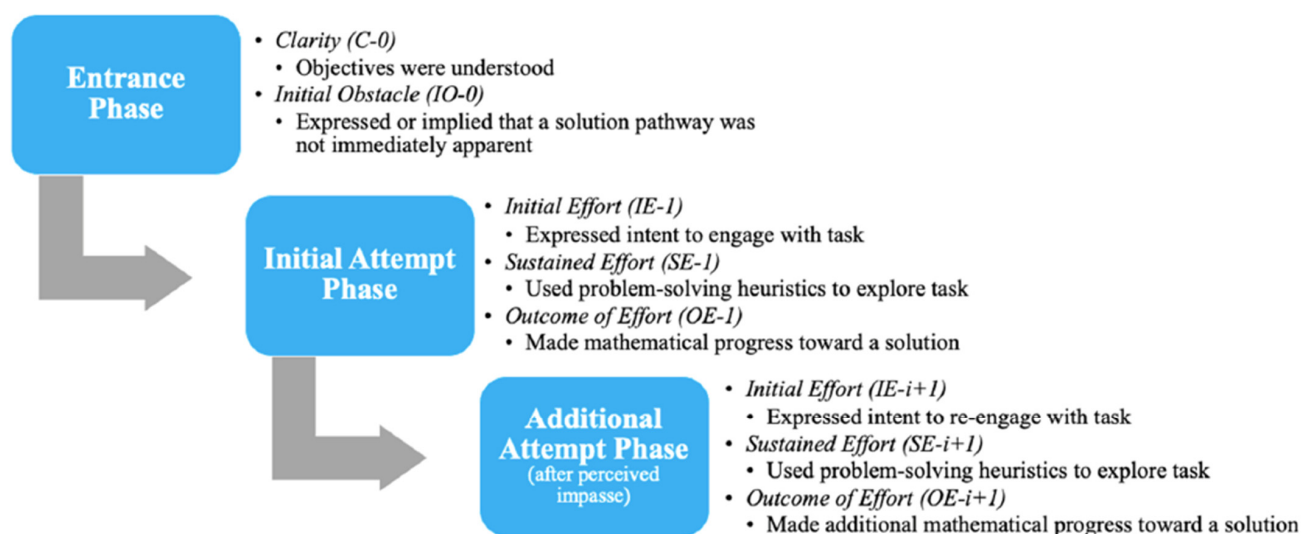 Entrance
Phase
• Clarity (C-0)
• Objectives were understood
• Initial Obstacle (IO-0)
• Expressed or implied that a solution pathway was
not immediately apparent
Initial Attempt
Phase
• Initial Effort (IE-1)
• Expressed intent to engage with task
• Sustained Effort (SE-1)
• Used problem-solving heuristics to explore task
• Outcome of Effort (OE-1)
• Made mathematical progress toward a solution
Additional
Attempt Phase
(after perceived
impasse)
• Initial Effort (IE-i+1)
• Expressed intent to re-engage with task
• Sustained Effort (SE-i+1)
• Used problem-solving heuristics to explore task
• Outcome of Effort (OE-i+1)
• Made additional mathematical progress toward a solution